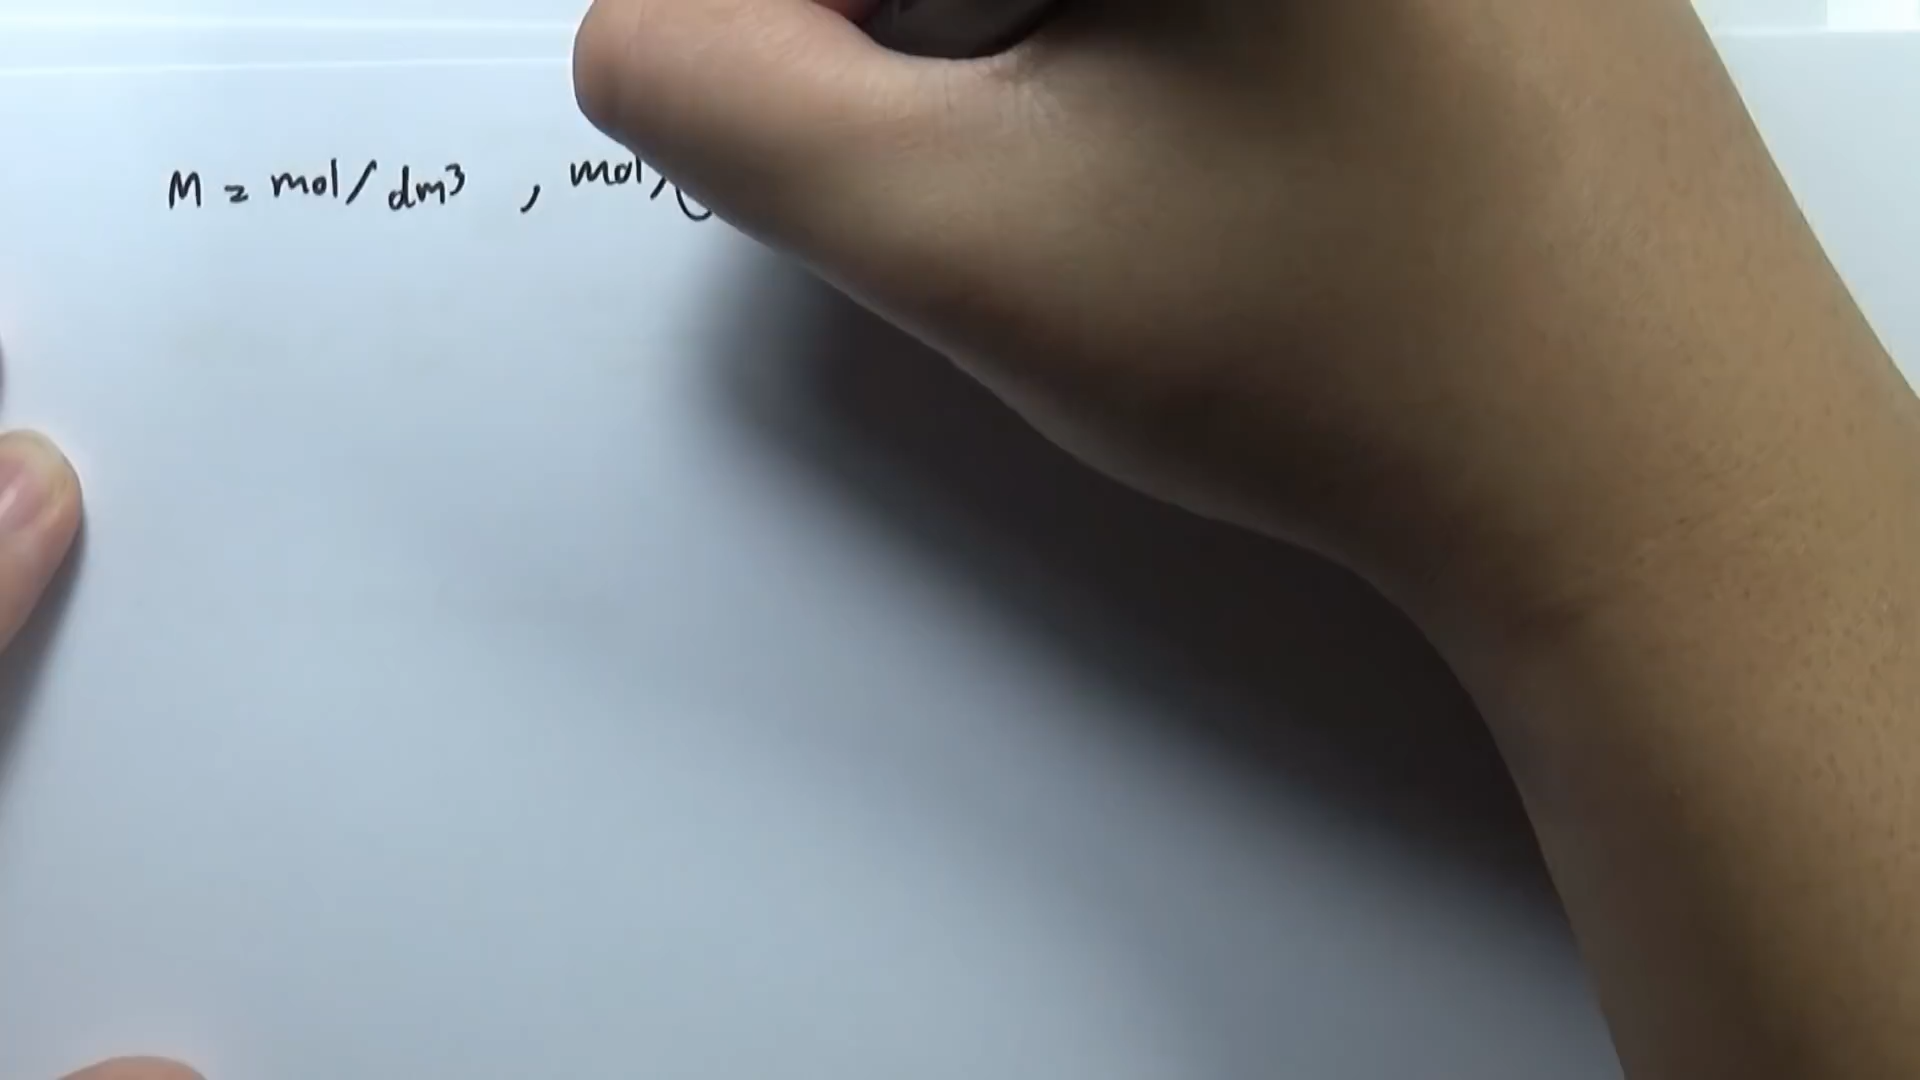 M = mol/dm³ , mol/